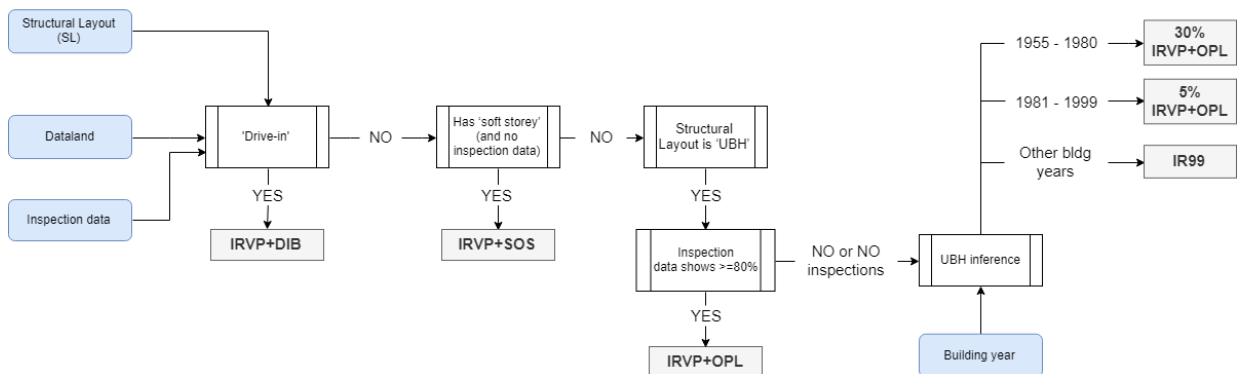 Structural Layout
(SL)
Dataland
Inspection data
'Drive-in'
YES
IRVP+DIB
NO
Has ‘soft storey’
(and no
inspection data)
YES
IRVP+SOS
NO
Structural
Layout is ‘UBH’
YES
Inspection
data shows >=80%
YES
IRVP+OPL
NO or NO
inspections
UBH inference
Building year
1955 - 1980
30%
IRVP+OPL
1981 - 1999
5%
IRVP+OPL
Other bldg
years
IR99